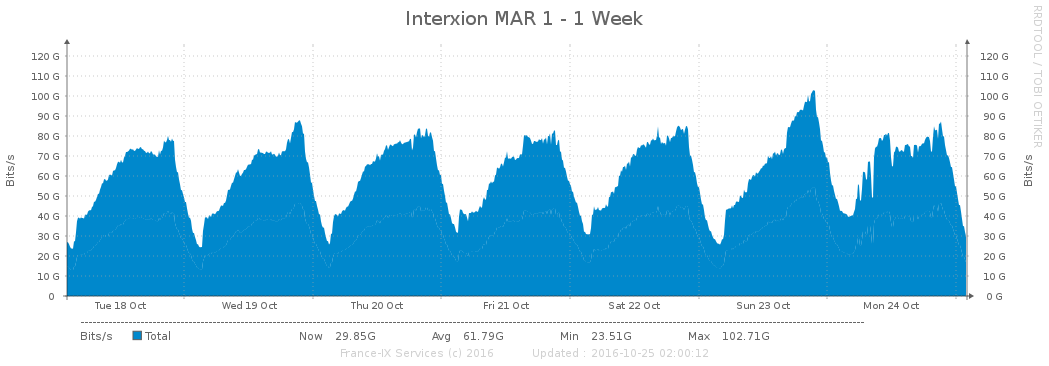 Interxion MAR 1 - 1 Week
RRDTOOL / TOBI OETIKER
Bits/s
120 G 120 G
110 G 110 G
100 G 100 G
90 G 90 G
80 G 80 G
70 G 70 G
60 G 60 G
50 G 50 G
40 G 40 G
30 G 30 G
20 G 20 G
10 G 10 G
0 0 G
Bits/s
Tue 18 Oct Wed 19 Oct Thu 20 Oct Fri 21 Oct Sat 22 Oct Sun 23 Oct Mon 24 Oct
Bits/s Total Now 29.85G Avg 61.79G Min 23.51G Max 102.71G
France-IX Services (c) 2016 Updated : 2016-10-25 02:00:12